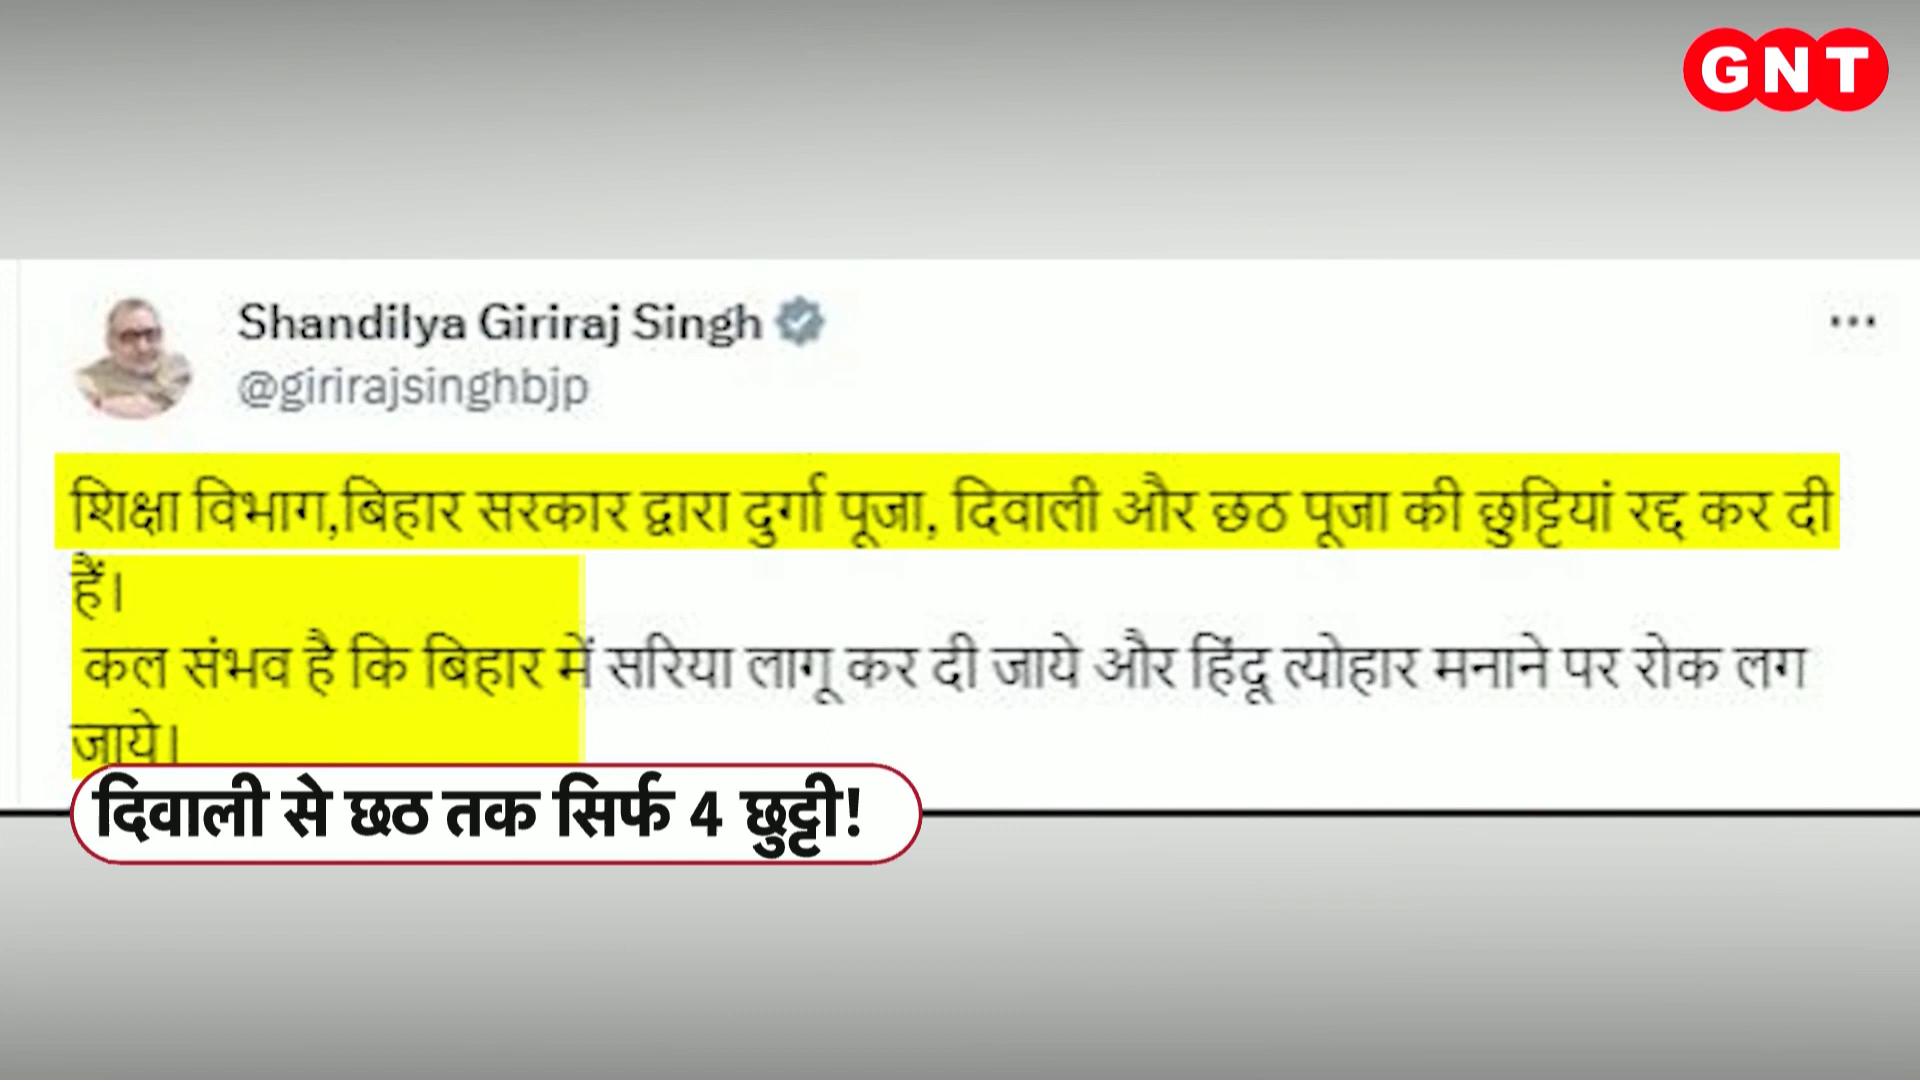 GNT
Shandilya Giriraj Singh
@girirajsinghbjp
शिक्षा विभाग,बिहार सरकार द्वारा दुर्गा पूजा, दिवाली और छठ पूजा की छुट्टियां रद्द कर दी
हैं।
कल संभव है कि बिहार में सरिया लागू कर दी जाये और हिंदू त्योहार मनाने पर रोक लग
जाये।
दिवाली से छठ तक सिर्फ 4 छुट्टी!